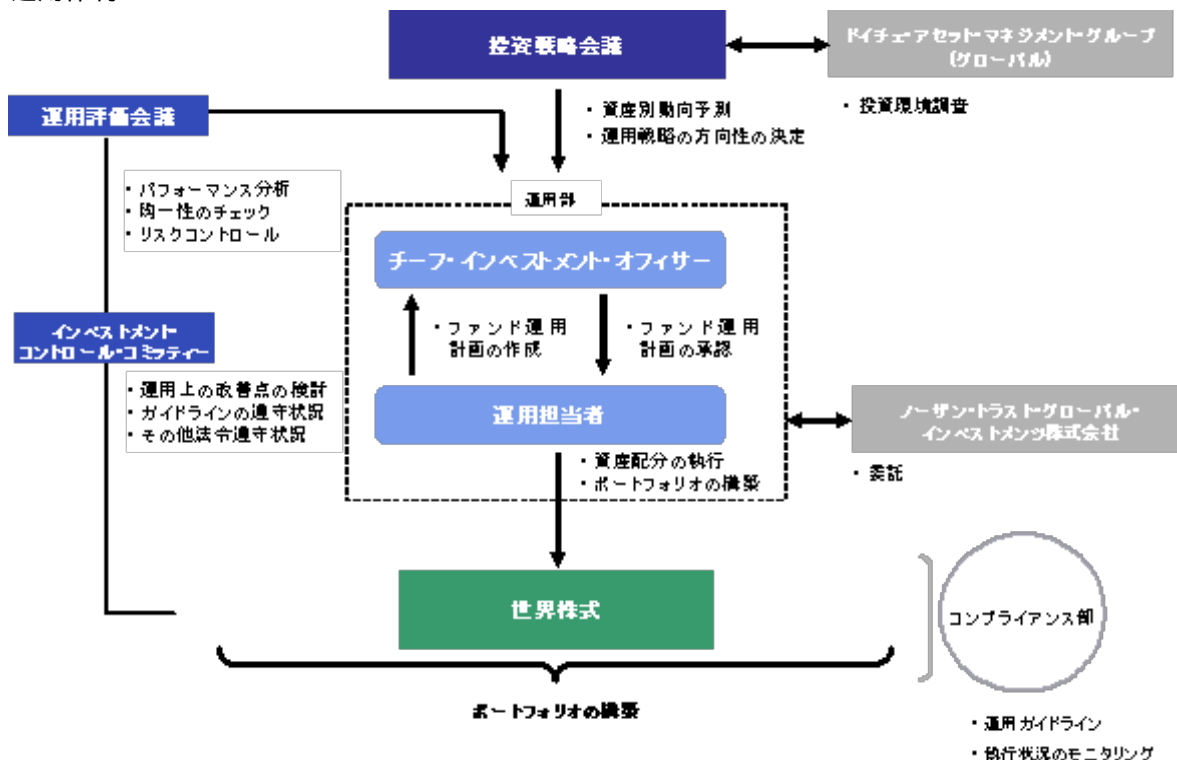 投資戦略会議
ドイチェ・アセット・マネジメント・グループ
(グローバル)
運用評価会議
・資産別動向予測
・運用戦略の方向性の決定
・投資環境調査
・パフォーマンス分析
・均一性のチェック
・リスクコントロール
運用部
チーフ・インベストメント・オフィサー
・ファンド運用
計画の作成
・ファンド運用
計画の承認
インベストメント
コントロール・コミッティー
・運用上の改善点の検討
・ガイドラインの遵守状況
・その他法令遵守状況
運用担当者
ノーザン・トラスト・グローバル・
インベストメンツ株式会社
・資産配分の執行
・ポートフォリオの構築
・委託
世界株式
コンプライアンス部
ポートフォリオの構築
・運用ガイドライン
・執行状況のモニタリング